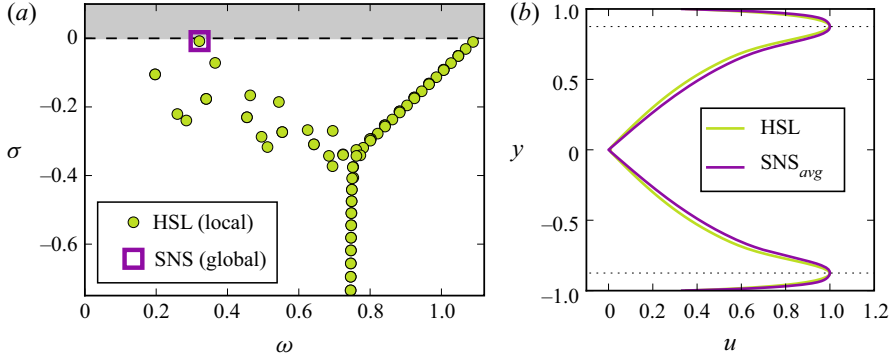 (a)
0
−0.2
−0.4
−0.6
σ
0 0.2 0.4 0.6 0.8 1.0
ω
HSL (local)
SNS (global)
(b)
1.0
0.5
0
−0.5
−1.0
y
0 0.2 0.4 0.6 0.8 1.0 1.2
u
HSL
SNSavg